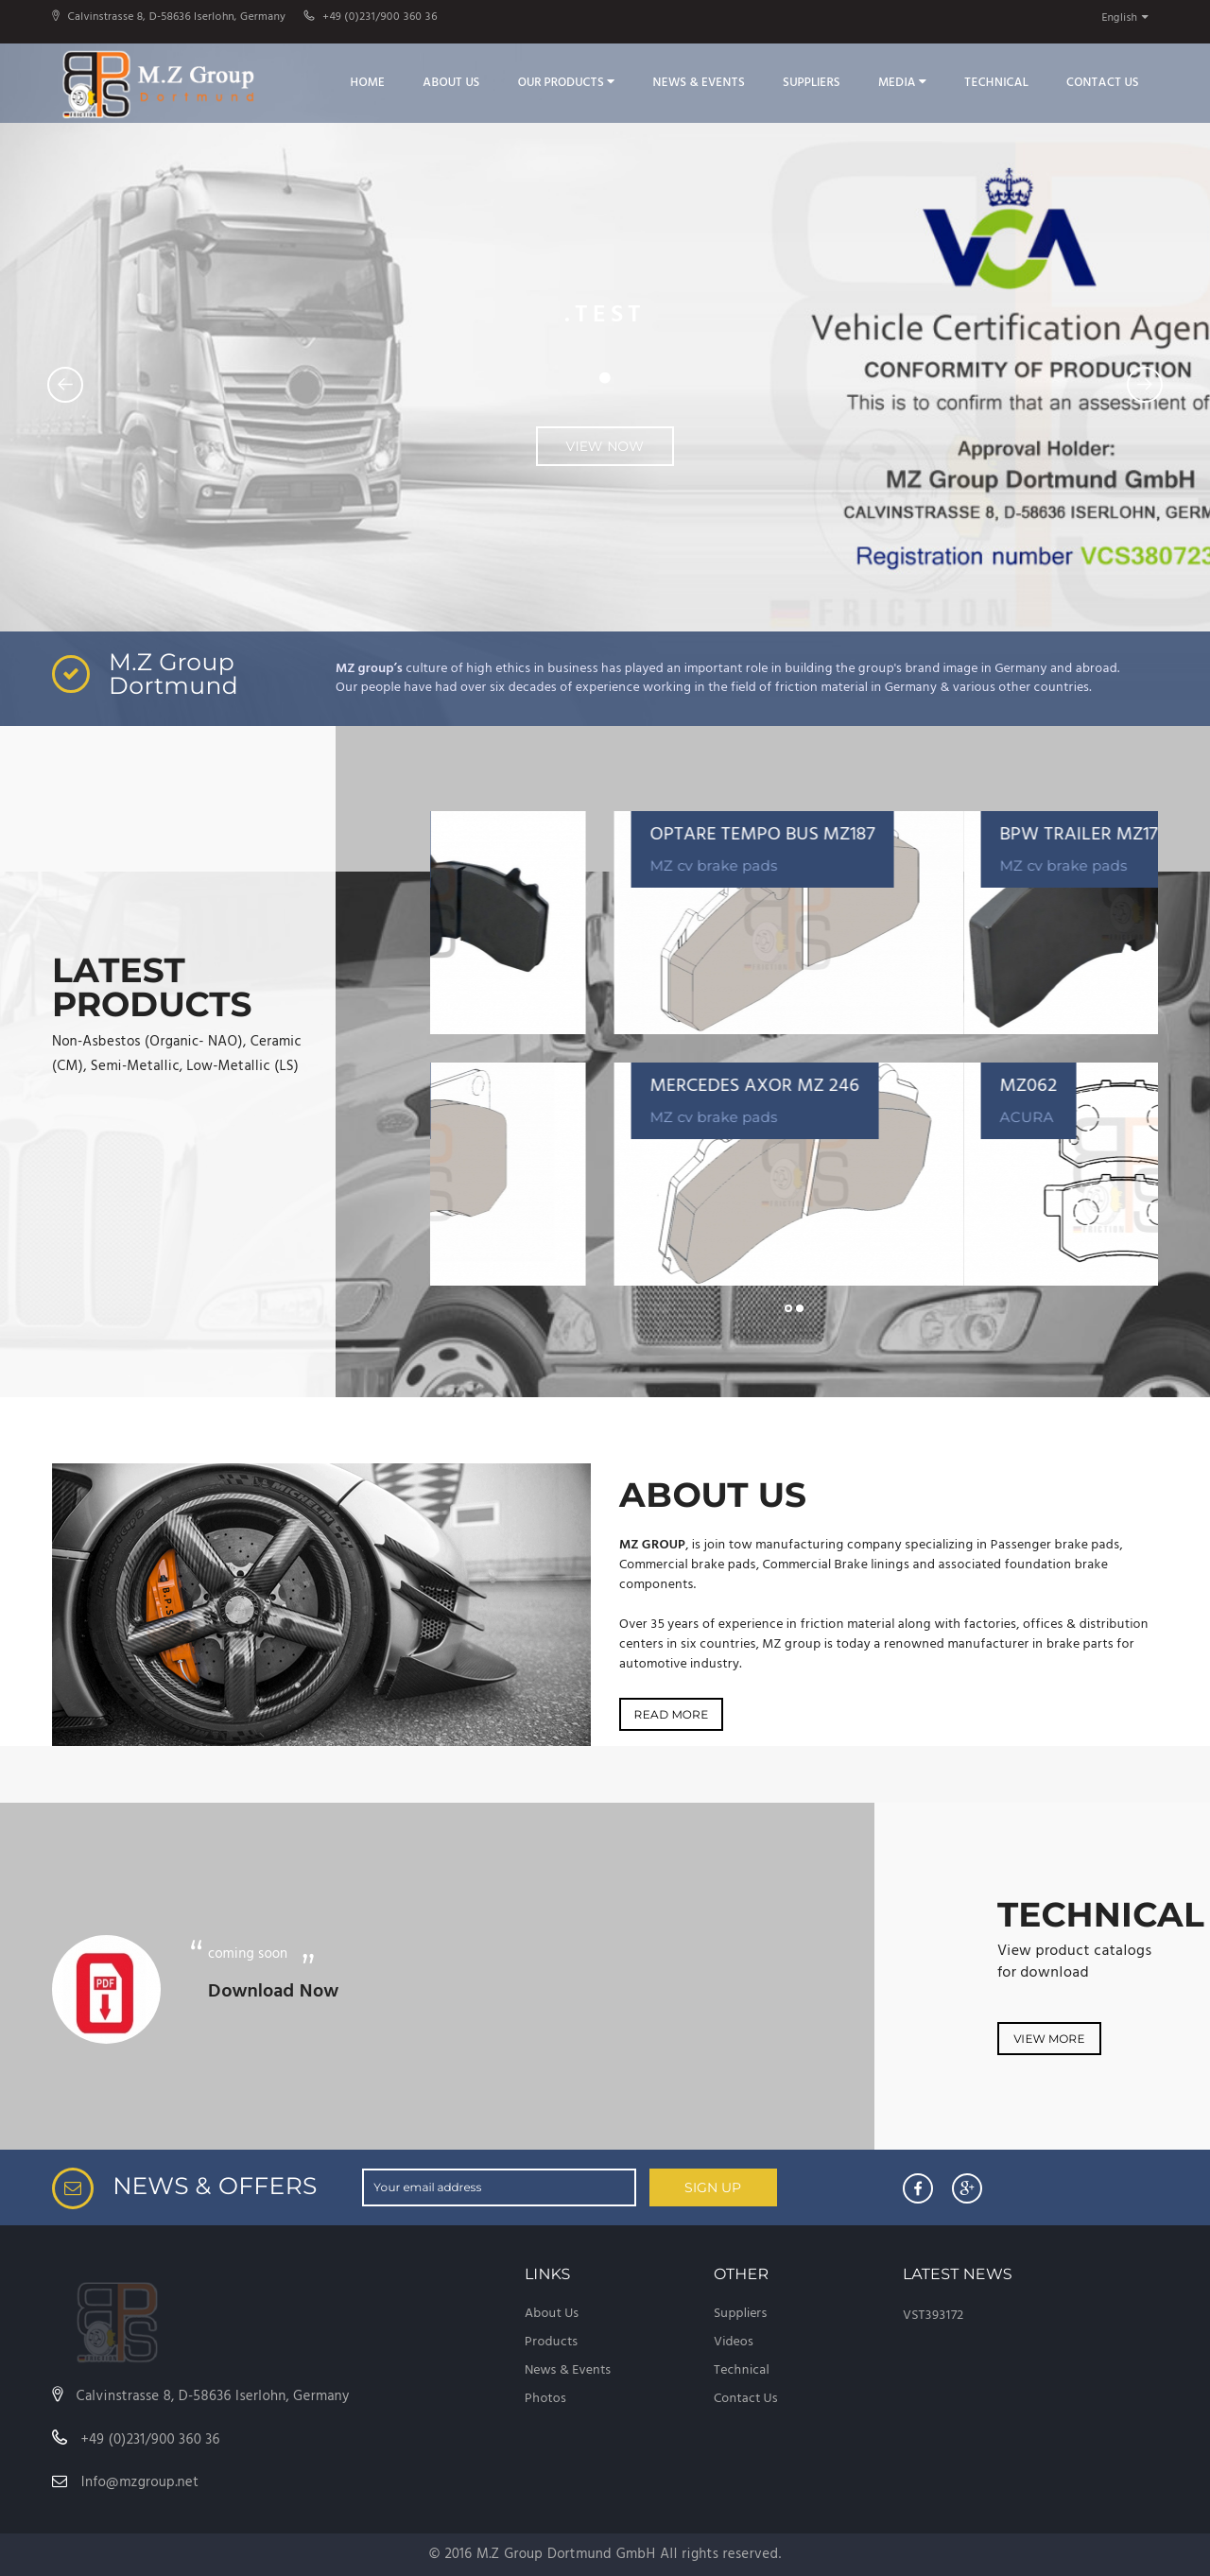 Calvinstrasse 8, D-58636 Iserlohn, Germany +49 (0)231/900 360 36 English
M.Z Group
Dortmund
HOME ABOUT US OUR PRODUCTS NEWS & EVENTS SUPPLIERS MEDIA TECHNICAL CONTACT US
VCA
Vehicle Certification Agen
CONFORMITY OF PRODUCTION
This is to confirm that an assessment of
Approval Holder:
MZ Group Dortmund GmbH
CALVINSTRASSE 8, D-58636 ISERLOHN, GERM
Registration number VCS380723
FRICTION
.TEST
VIEW NOW
M.Z Group
Dortmund
MZ group´s culture of high ethics in business has played an important role in building the group's brand image in Germany and abroad.
Our people have had over six decades of experience working in the field of friction material in Germany & various other countries.
LATEST
PRODUCTS
Non-Asbestos (Organic- NAO), Ceramic
(CM), Semi-Metallic, Low-Metallic (LS)
OPTARE TEMPO BUS MZ187
MZ cv brake pads
BPW TRAILER MZ17
MZ cv brake pads
FRICTION
MERCEDES AXOR MZ 246
MZ cv brake pads
MZ062
ACURA
FRICTION
FRICTION
MICHELIN
B.P.S
ABOUT US
MZ GROUP, is join tow manufacturing company specializing in Passenger brake pads,
Commercial brake pads, Commercial Brake linings and associated foundation brake
components.
Over 35 years of experience in friction material along with factories, offices & distribution
centers in six countries, MZ group is today a renowned manufacturer in brake parts for
automotive industry.
READ MORE
PDF
“ coming soon ”
Download Now
TECHNICAL
View product catalogs
for download
VIEW MORE
NEWS & OFFERS
Your email address
SIGN UP
Calvinstrasse 8, D-58636 Iserlohn, Germany
+49 (0)231/900 360 36
Info@mzgroup.net
LINKS
About Us
Products
News & Events
Photos
OTHER
Suppliers
Videos
Technical
Contact Us
LATEST NEWS
VST393172
© 2016 M.Z Group Dortmund GmbH All rights reserved.